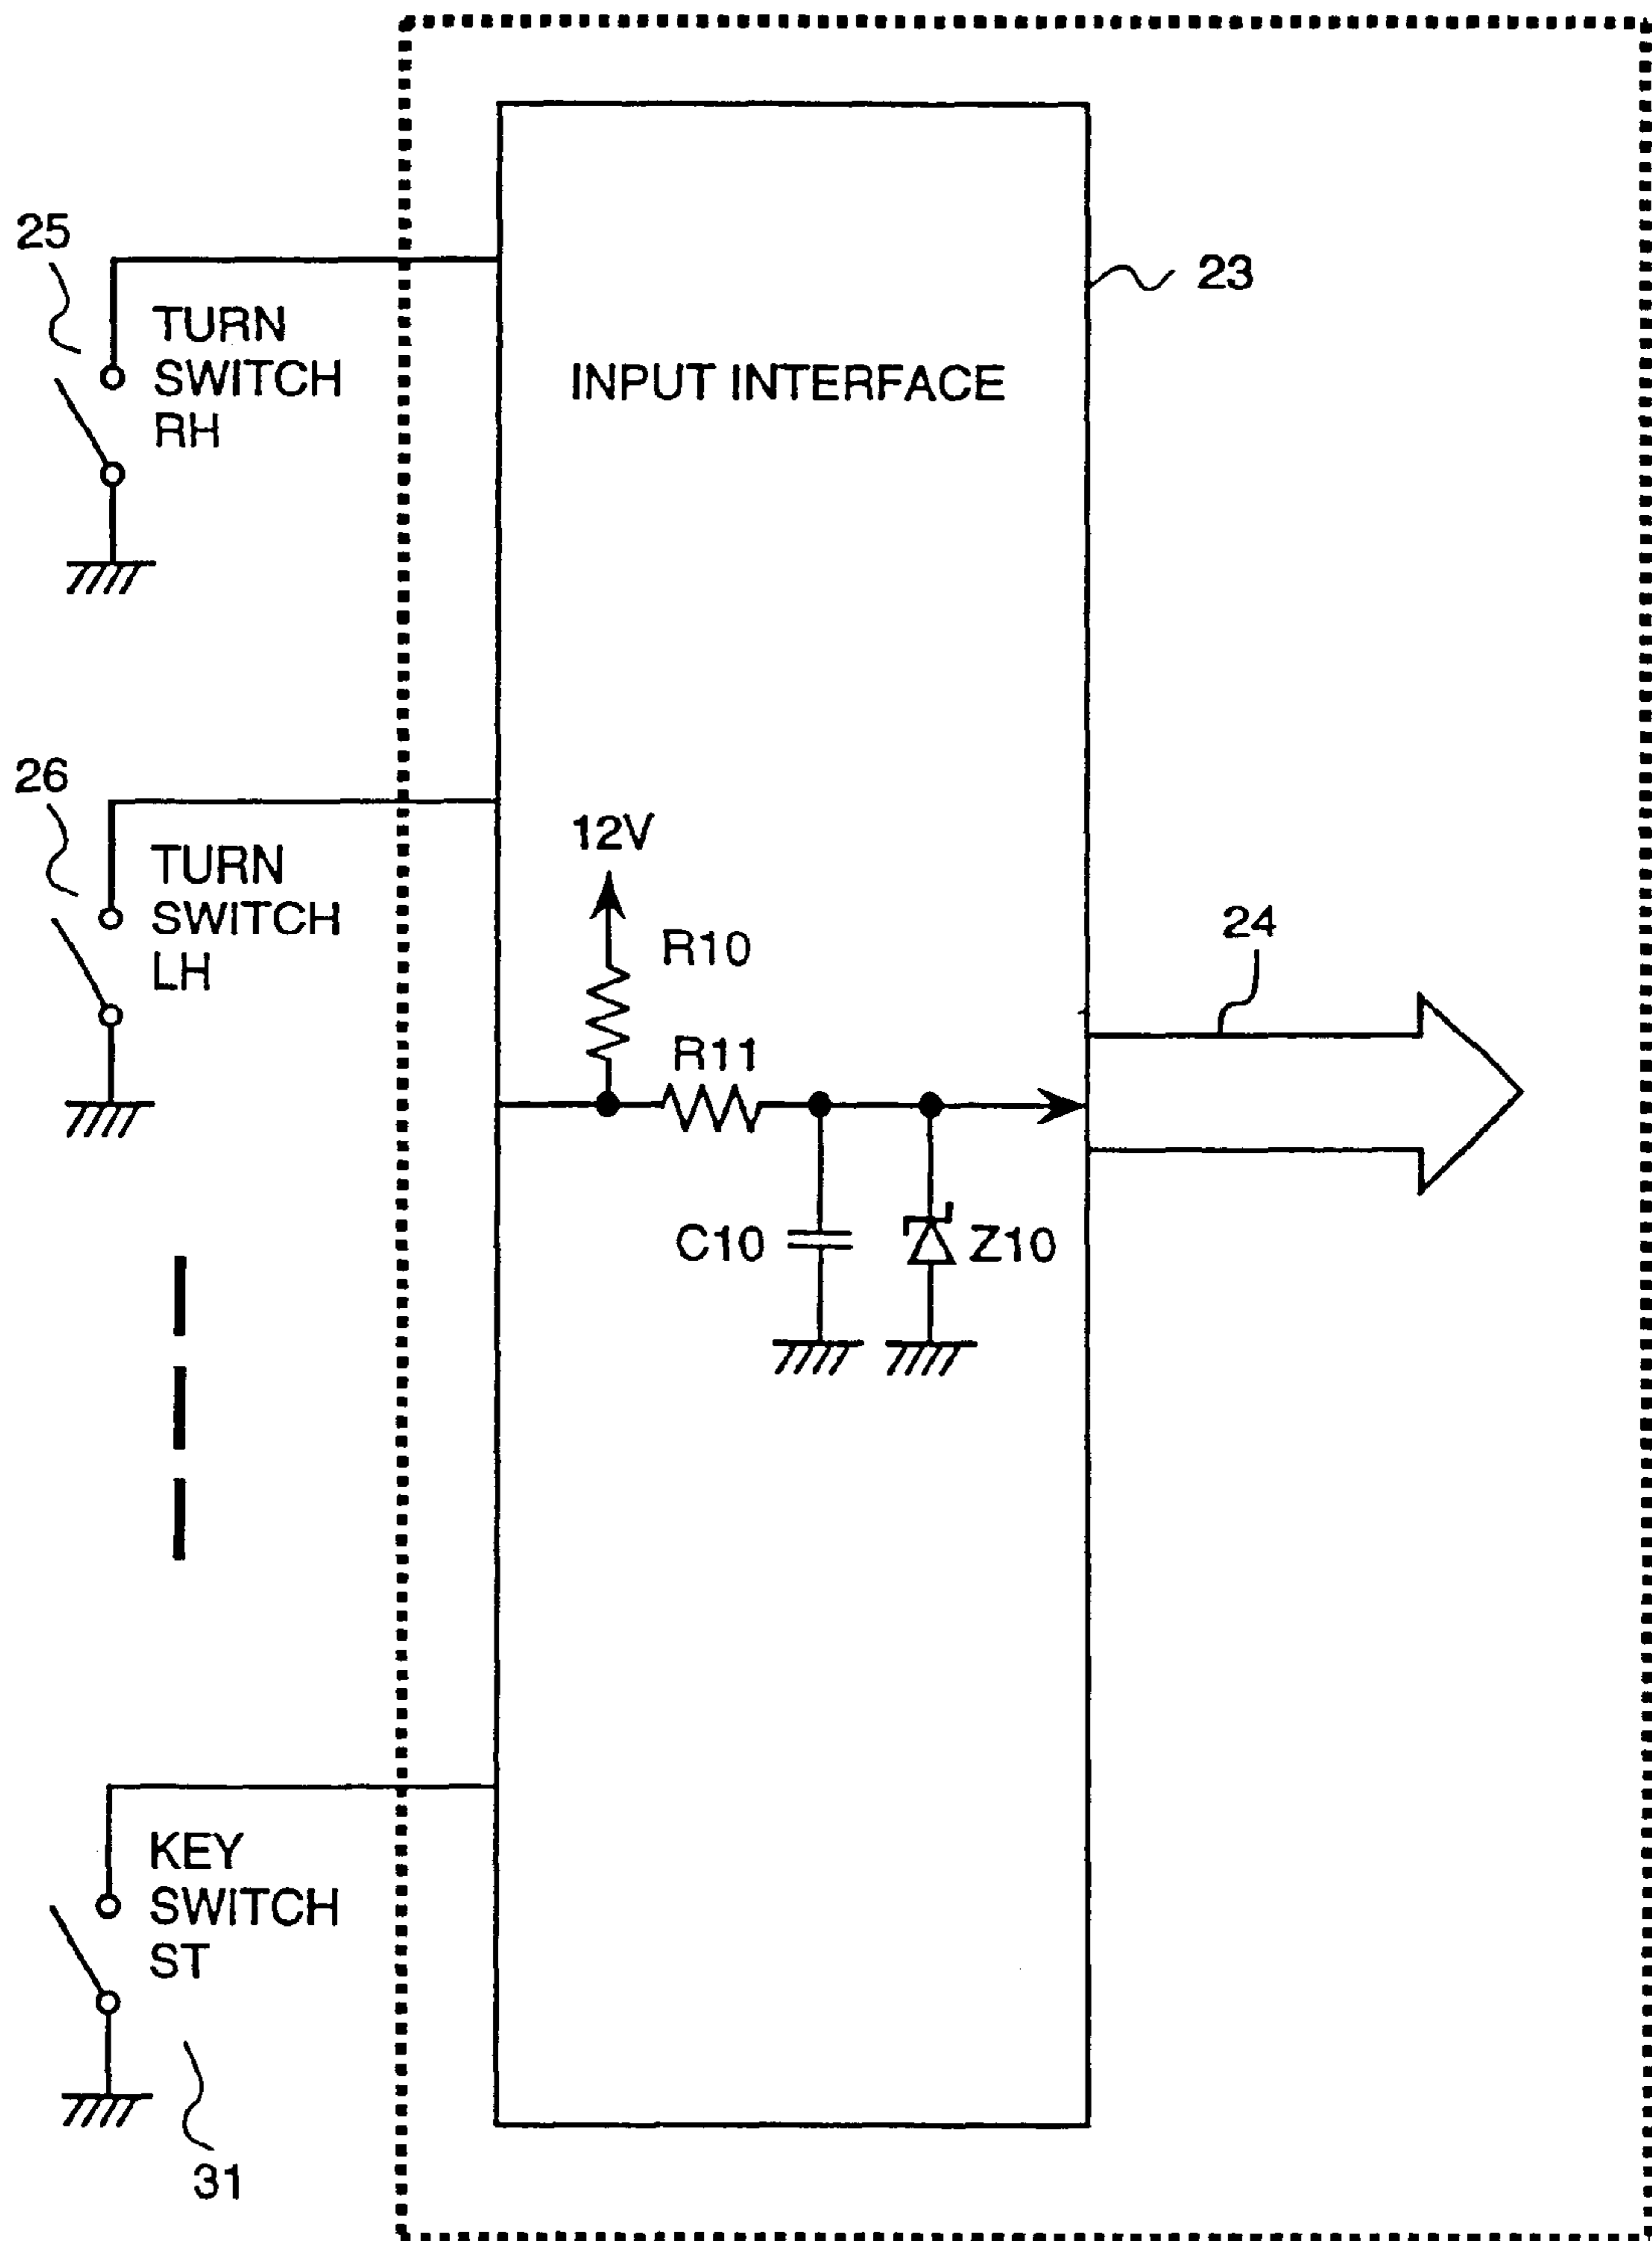 25
TURN
SWITCH
RH
INPUT INTERFACE
23
26
TURN
SWITCH
LH
12V
R10
R11
24
C10
Z10
KEY
SWITCH
ST
31